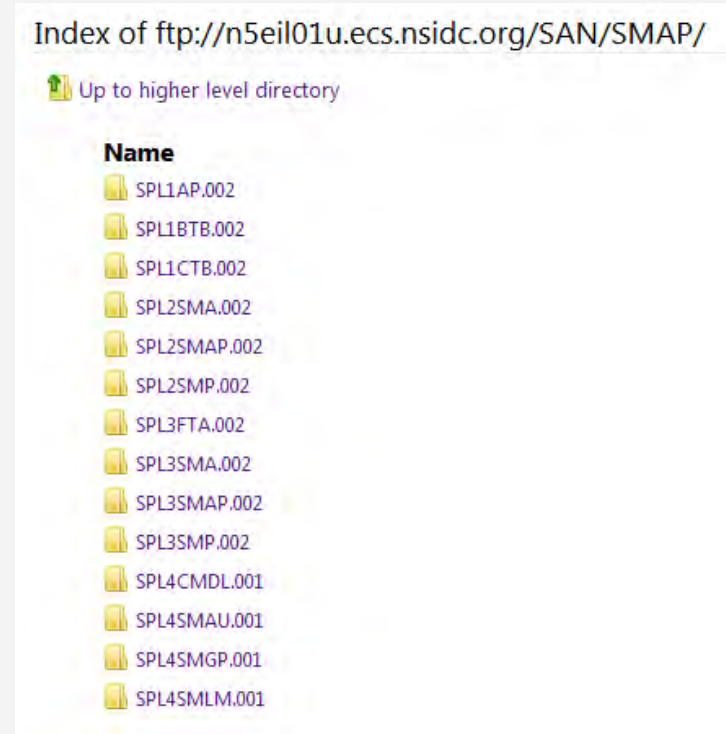 Index of ftp://n5eil01u.ecs.nsidc.org/SAN/SMAP/
Up to higher level directory
Name
SPL1AP.002
SPL1BTB.002
SPL1CTB.002
SPL2SMA.002
SPL2SMAP.002
SPL2SMP.002
SPL3FTA.002
SPL3SMA.002
SPL3SMAP.002
SPL3SMP.002
SPL4CMDL.001
SPL4SMAU.001
SPL4SMGP.001
SPL4SMLM.001